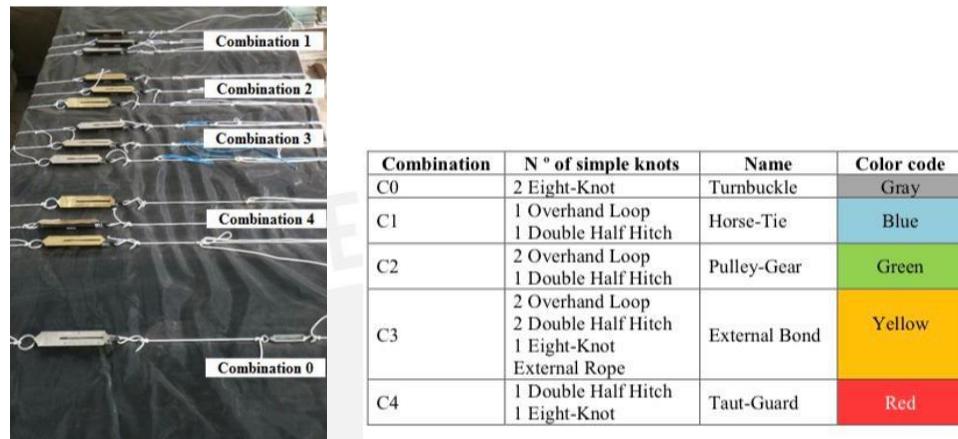 Combination 1
Combination 2
Combination 3
Combination 4
Combination 0
Combination N º of simple knots Name Color code
C0 2 Eight-Knot Turnbuckle Gray
C1 1 Overhand Loop Horse-Tie Blue
1 Double Half Hitch
C2 2 Overhand Loop Pulley-Gear Green
1 Double Half Hitch
C3 2 Overhand Loop External Bond Yellow
2 Double Half Hitch
1 Eight-Knot
External Rope
C4 1 Double Half Hitch Taut-Guard Red
1 Eight-Knot